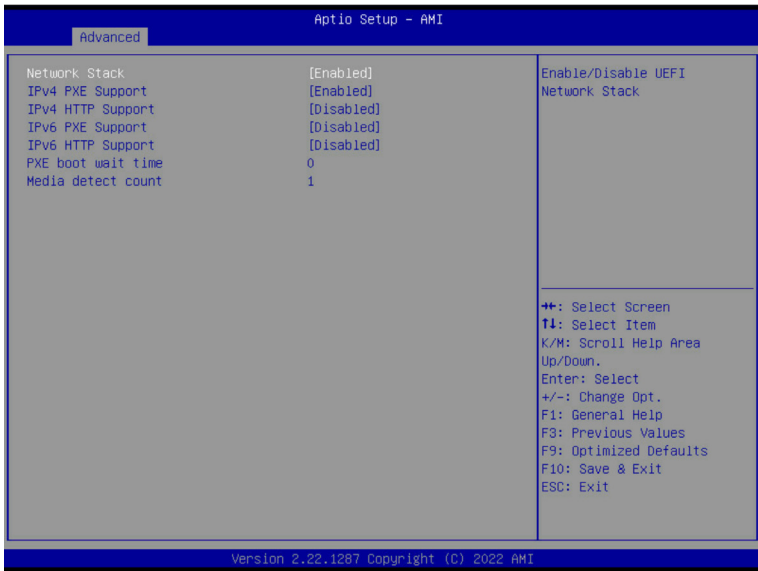 Aptio Setup – AMI
Advanced
Network Stack [Enabled]
IPv4 PXE Support [Enabled]
IPv4 HTTP Support [Disabled]
IPv6 PXE Support [Disabled]
IPv6 HTTP Support [Disabled]
PXE boot wait time 0
Media detect count 1
Enable/Disable UEFI
Network Stack
→←: Select Screen
↑↓: Select Item
K/M: Scroll Help Area
Up/Down.
Enter: Select
+/-: Change Opt.
F1: General Help
F3: Previous Values
F9: Optimized Defaults
F10: Save & Exit
ESC: Exit
Version 2.22.1287 Copyright (C) 2022 AMI